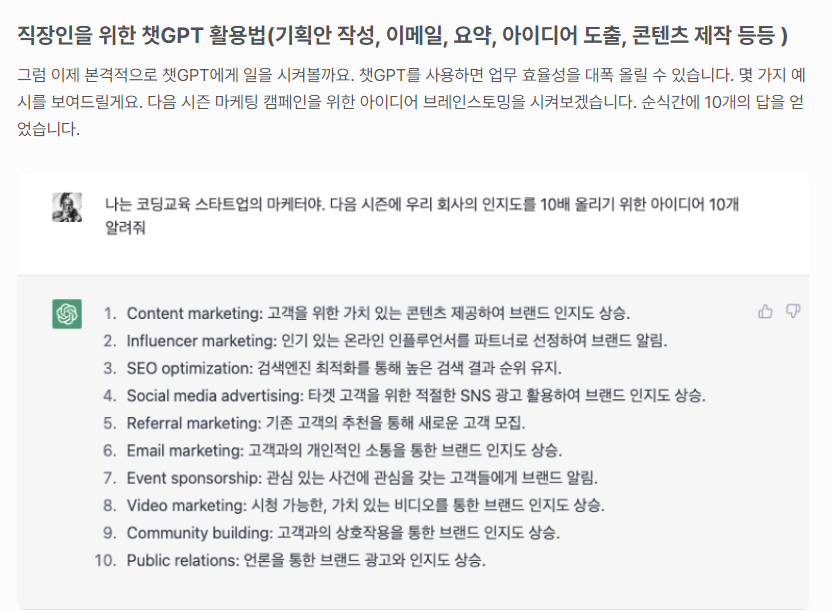 직장인을 위한 챗GPT 활용법(기획안 작성, 이메일, 요약, 아이디어 도출, 콘텐츠 제작 등등 )
그럼 이제 본격적으로 챗GPT에게 일을 시켜볼까요. 챗GPT를 사용하면 업무 효율성을 대폭 올릴 수 있습니다. 몇 가지 예
시를 보여드릴게요. 다음 시즌 마케팅 캠페인을 위한 아이디어 브레인스토밍을 시켜보겠습니다. 순식간에 10개의 답을 얻
었습니다.
나는 코딩교육 스타트업의 마케터야. 다음 시즌에 우리 회사의 인지도를 10배 올리기 위한 아이디어 10개
알려줘
1. Content marketing: 고객을 위한 가치 있는 콘텐츠 제공하여 브랜드 인지도 상승.
2. Influencer marketing: 인기 있는 온라인 인플루언서를 파트너로 선정하여 브랜드 알림.
3. SEO optimization: 검색엔진 최적화를 통해 높은 검색 결과 순위 유지.
4. Social media advertising: 타겟 고객을 위한 적절한 SNS 광고 활용하여 브랜드 인지도 상승.
5. Referral marketing: 기존 고객의 추천을 통해 새로운 고객 모집.
6. Email marketing: 고객과의 개인적인 소통을 통한 브랜드 인지도 상승.
7. Event sponsorship: 관심 있는 사건에 관심을 갖는 고객들에게 브랜드 알림.
8. Video marketing: 시청 가능한, 가치 있는 비디오를 통한 브랜드 인지도 상승.
9. Community building: 고객과의 상호작용을 통한 브랜드 인지도 상승.
10. Public relations: 언론을 통한 브랜드 광고와 인지도 상승.